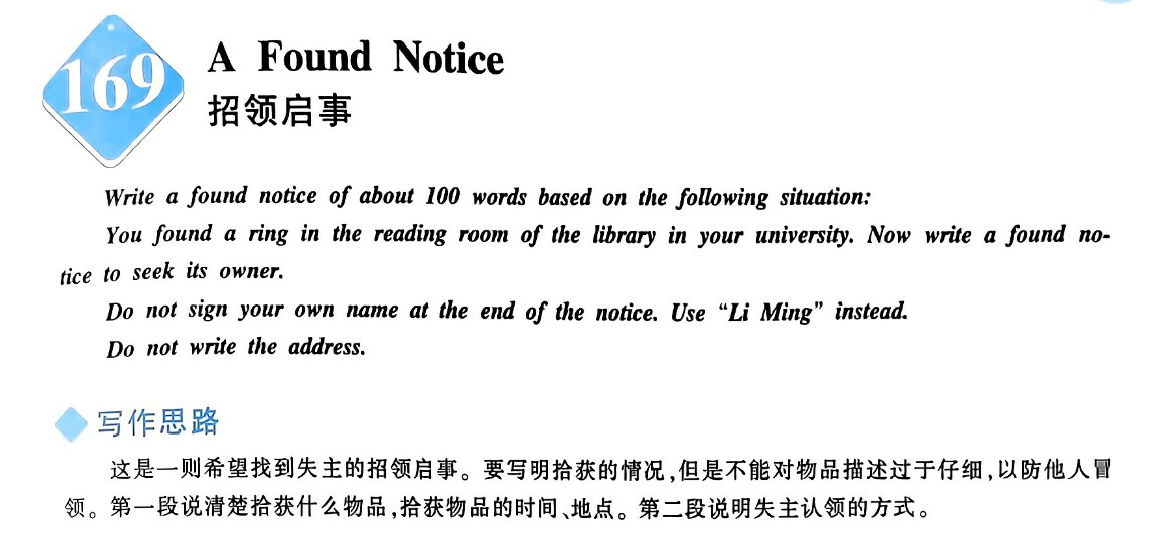 169
A Found Notice
招领启事
Write a found notice of about 100 words based on the following situation:
You found a ring in the reading room of the library in your university. Now write a found no-
tice to seek its owner.
Do not sign your own name at the end of the notice. Use “Li Ming” instead.
Do not write the address.
写作思路
这是一则希望找到失主的招领启事。要写明拾获的情况,但是不能对物品描述过于仔细,以防他人冒
领。第一段说清楚拾获什么物品,拾获物品的时间、地点。第二段说明失主认领的方式。